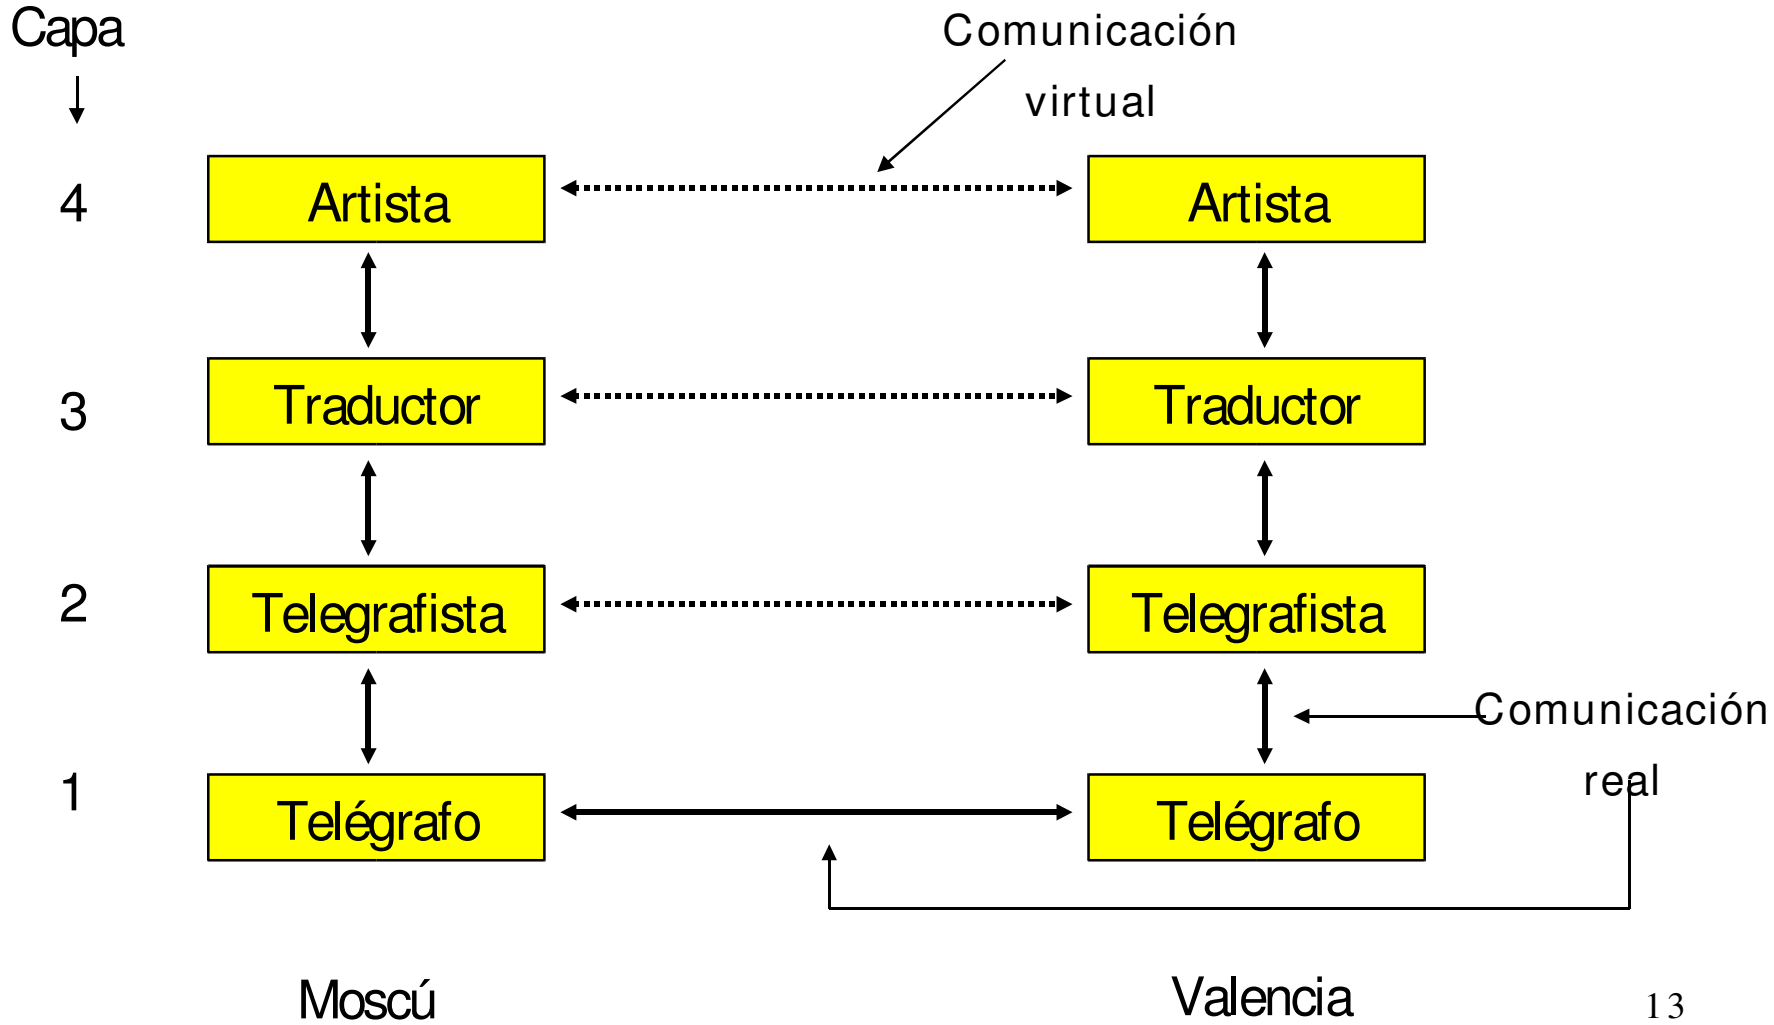 Capa
Comunicación
virtual
4
Artista
Artista
3
Traductor
Traductor
2
Telegrafista
Telegrafista
Comunicación
real
1
Telégrafo
Telégrafo
Moscú
Valencia
13